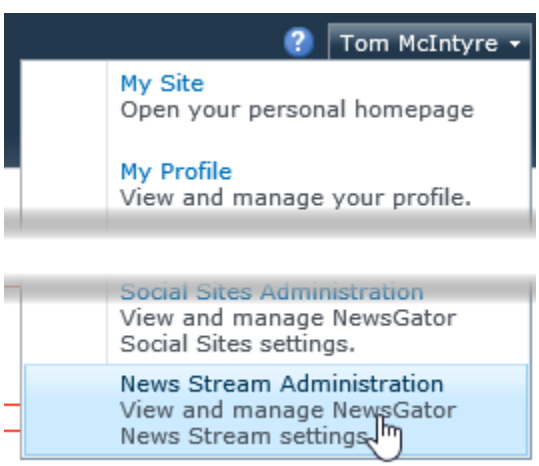 ? Tom McIntyre
My Site
Open your personal homepage
My Profile
View and manage your profile.
Social Sites Administration
View and manage NewsGator
Social Sites settings.
News Stream Administration
View and manage NewsGator
News Stream settings.